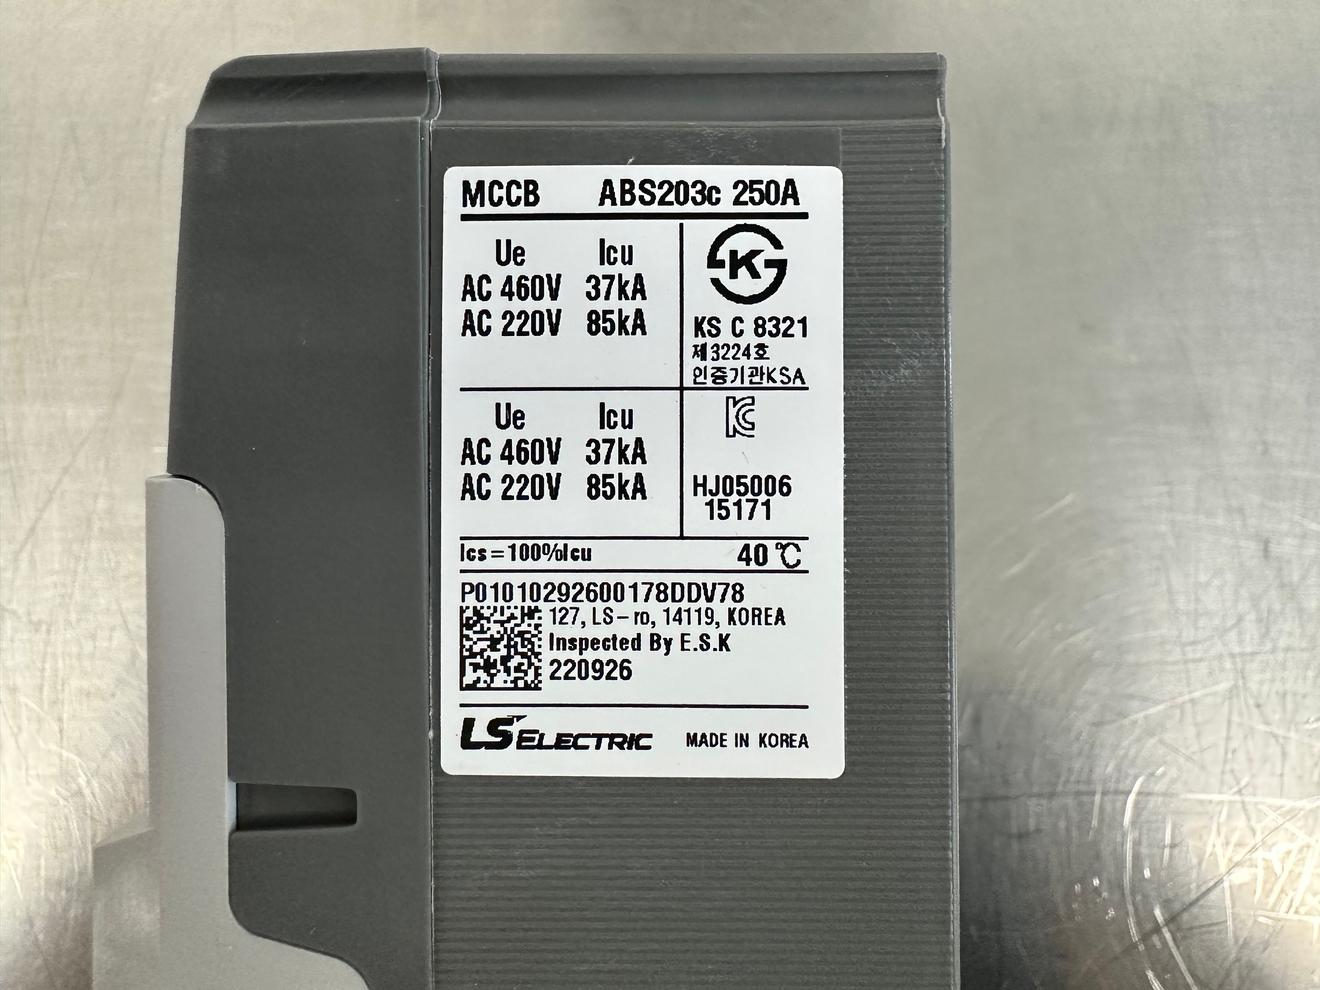 MCCB ABS203c 250A
Ue Icu
AC 460V 37kA
AC 220V 85kA
K
KS C 8321
제3224호
인증기관KSA
Ue Icu
AC 460V 37kA
AC 220V 85kA
KC
HJ05006
15171
Ics=100%Icu 40℃
P01010292600178DDV78
127, LS-ro, 14119, KOREA
Inspected By E.S.K
220926
LS ELECTRIC MADE IN KOREA